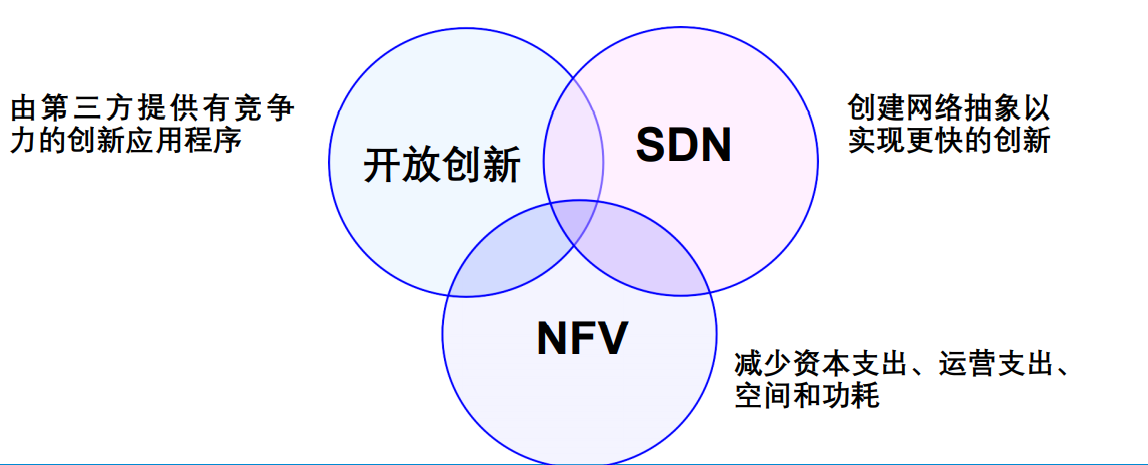 由第三方提供有竞争
力的创新应用程序
开放创新
SDN
创建网络抽象以
实现更快的创新
NFV
减少资本支出、运营支出、
空间和功耗